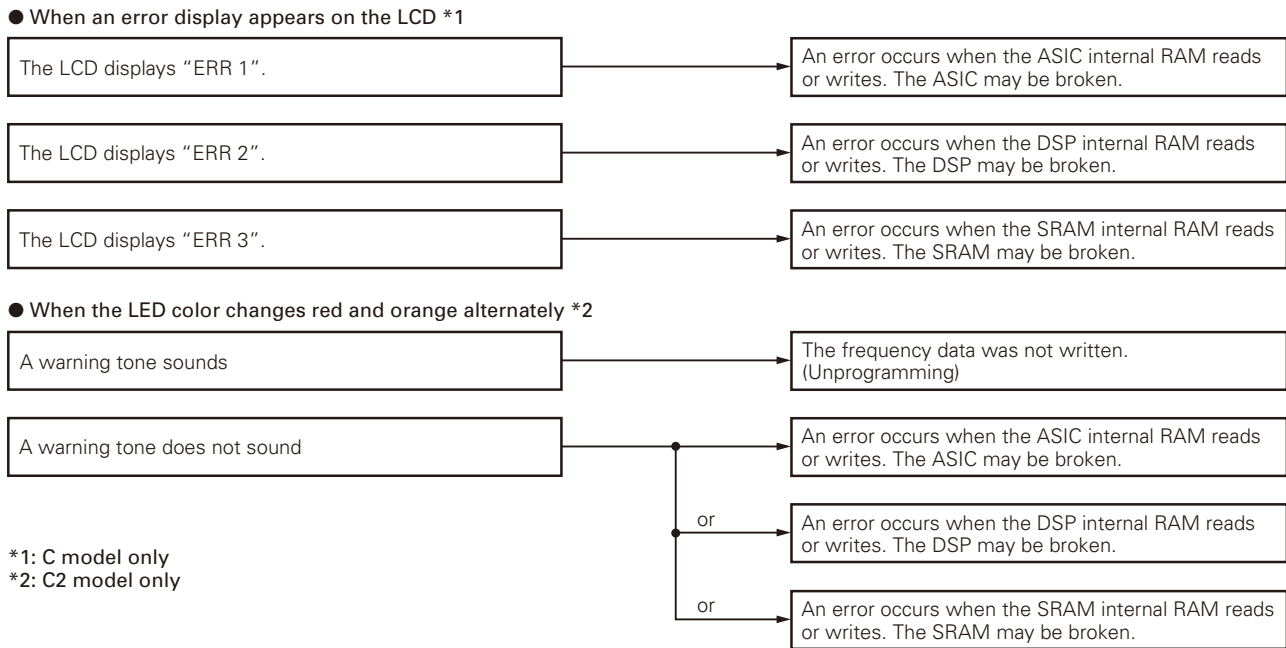 ● When an error display appears on the LCD *1
The LCD displays “ERR 1”.
An error occurs when the ASIC internal RAM reads
or writes. The ASIC may be broken.
The LCD displays “ERR 2”.
An error occurs when the DSP internal RAM reads
or writes. The DSP may be broken.
The LCD displays “ERR 3”.
An error occurs when the SRAM internal RAM reads
or writes. The SRAM may be broken.
● When the LED color changes red and orange alternately *2
A warning tone sounds
The frequency data was not written.
(Unprogramming)
A warning tone does not sound
An error occurs when the ASIC internal RAM reads
or writes. The ASIC may be broken.
or
An error occurs when the DSP internal RAM reads
or writes. The DSP may be broken.
or
An error occurs when the SRAM internal RAM reads
or writes. The SRAM may be broken.
*1: C model only
*2: C2 model only